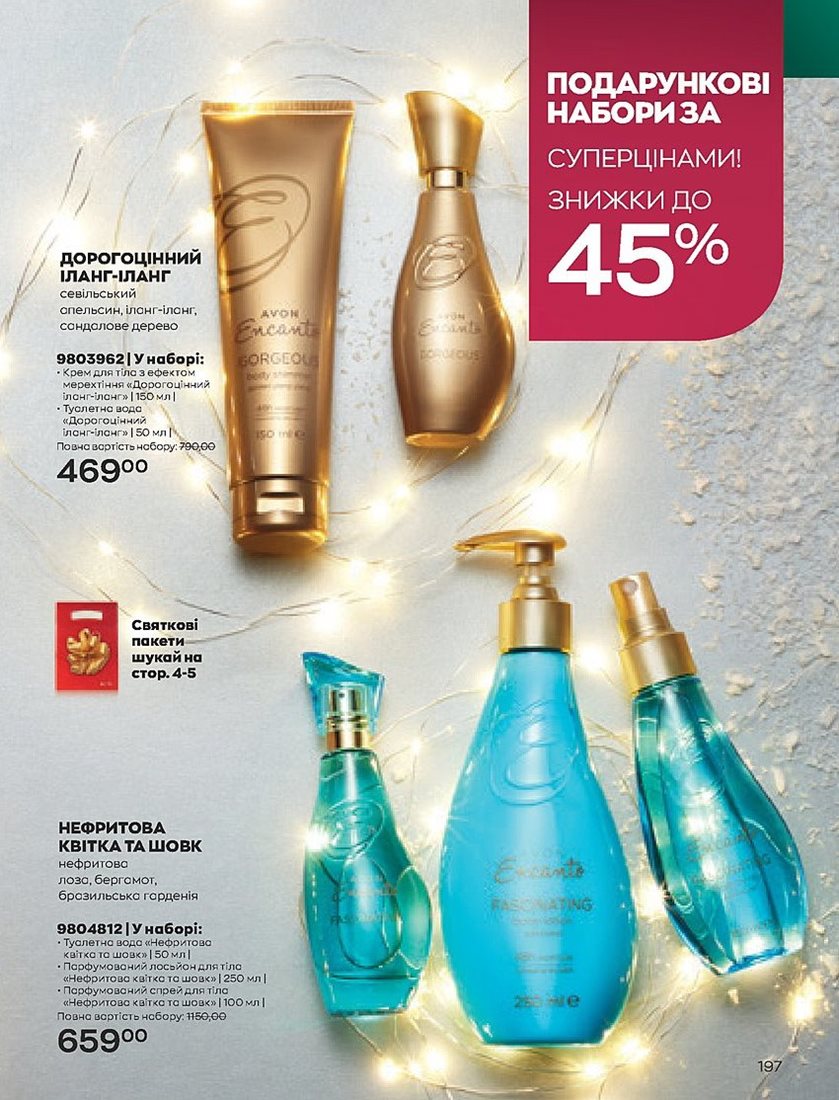 ПОДАРУНКОВІ
НАБОРИ ЗА
СУПЕРЦІНАМИ!
ЗНИЖКИ ДО
45%
ДОРОГОЦІННИЙ
ІЛАНГ-ІЛАНГ
севільський
апельсин, іланг-іланг,
сандалове дерево
9803962 | У наборі:
• Крем для тіла з ефектом
мерехтіння «Дорогоцінний
іланг-іланг» | 150 мл |
• Туалетна вода
«Дорогоцінний
іланг-іланг» | 50 мл |
Повна вартість набору: 790,00
469⁰⁰
AVON
Encanto
GORGEOUS
body shimmer
150 ml e
AVON
Encanto
GORGEOUS
Святкові
пакети
шукай на
стор. 4-5
НЕФРИТОВА
КВІТКА ТА ШОВК
нефритова
лоза, бергамот,
бразильська гарденія
9804812 | У наборі:
• Туалетна вода «Нефритова
квітка та шовк» | 50 мл |
• Парфумований лосьйон для тіла
«Нефритова квітка та шовк» | 250 мл |
• Парфумований спрей для тіла
«Нефритова квітка та шовк» | 100 мл |
Повна вартість набору: 1150,00
659⁰⁰
Encanto
FASCINATING
AVON
Encanto
FASCINATING
250 ml e
Encanto
FASCINATING
197